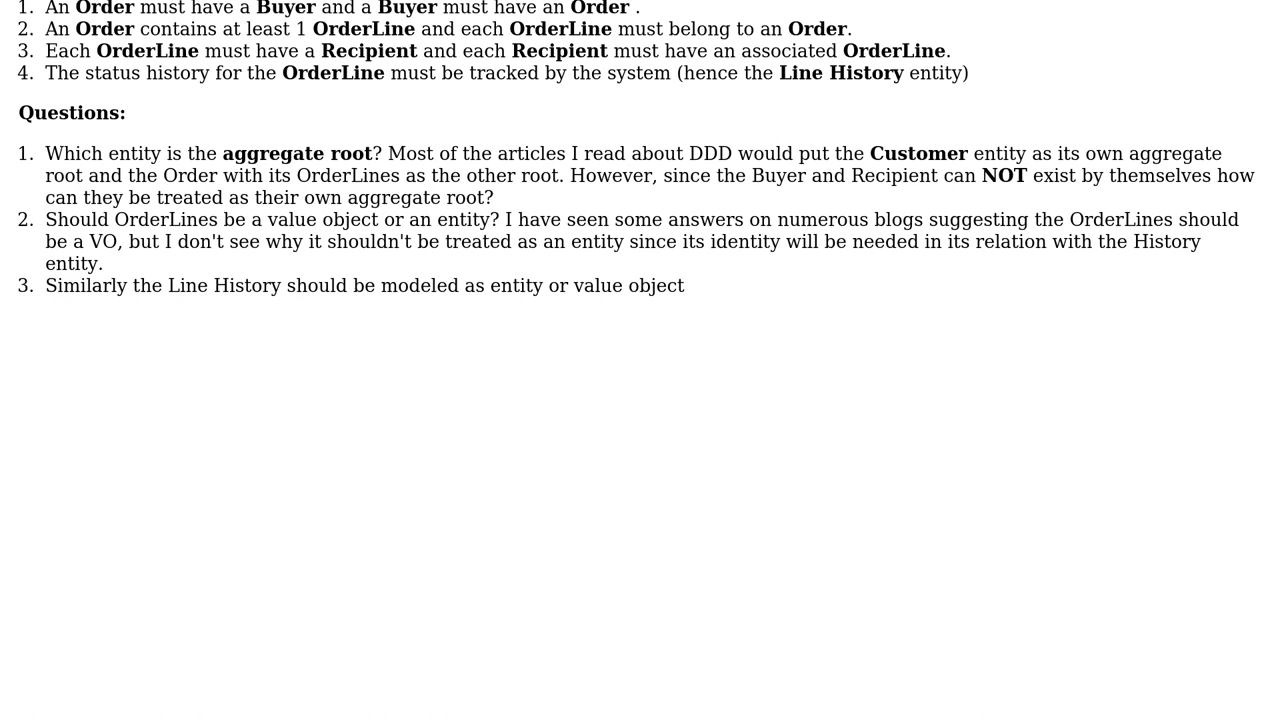 1. An Order must have a Buyer and a Buyer must have an Order .
2. An Order contains at least 1 OrderLine and each OrderLine must belong to an Order.
3. Each OrderLine must have a Recipient and each Recipient must have an associated OrderLine.
4. The status history for the OrderLine must be tracked by the system (hence the Line History entity)
Questions:
1. Which entity is the aggregate root? Most of the articles I read about DDD would put the Customer entity as its own aggregate
root and the Order with its OrderLines as the other root. However, since the Buyer and Recipient can NOT exist by themselves how
can they be treated as their own aggregate root?
2. Should OrderLines be a value object or an entity? I have seen some answers on numerous blogs suggesting the OrderLines should
be a VO, but I don't see why it shouldn't be treated as an entity since its identity will be needed in its relation with the History
entity.
3. Similarly the Line History should be modeled as entity or value object